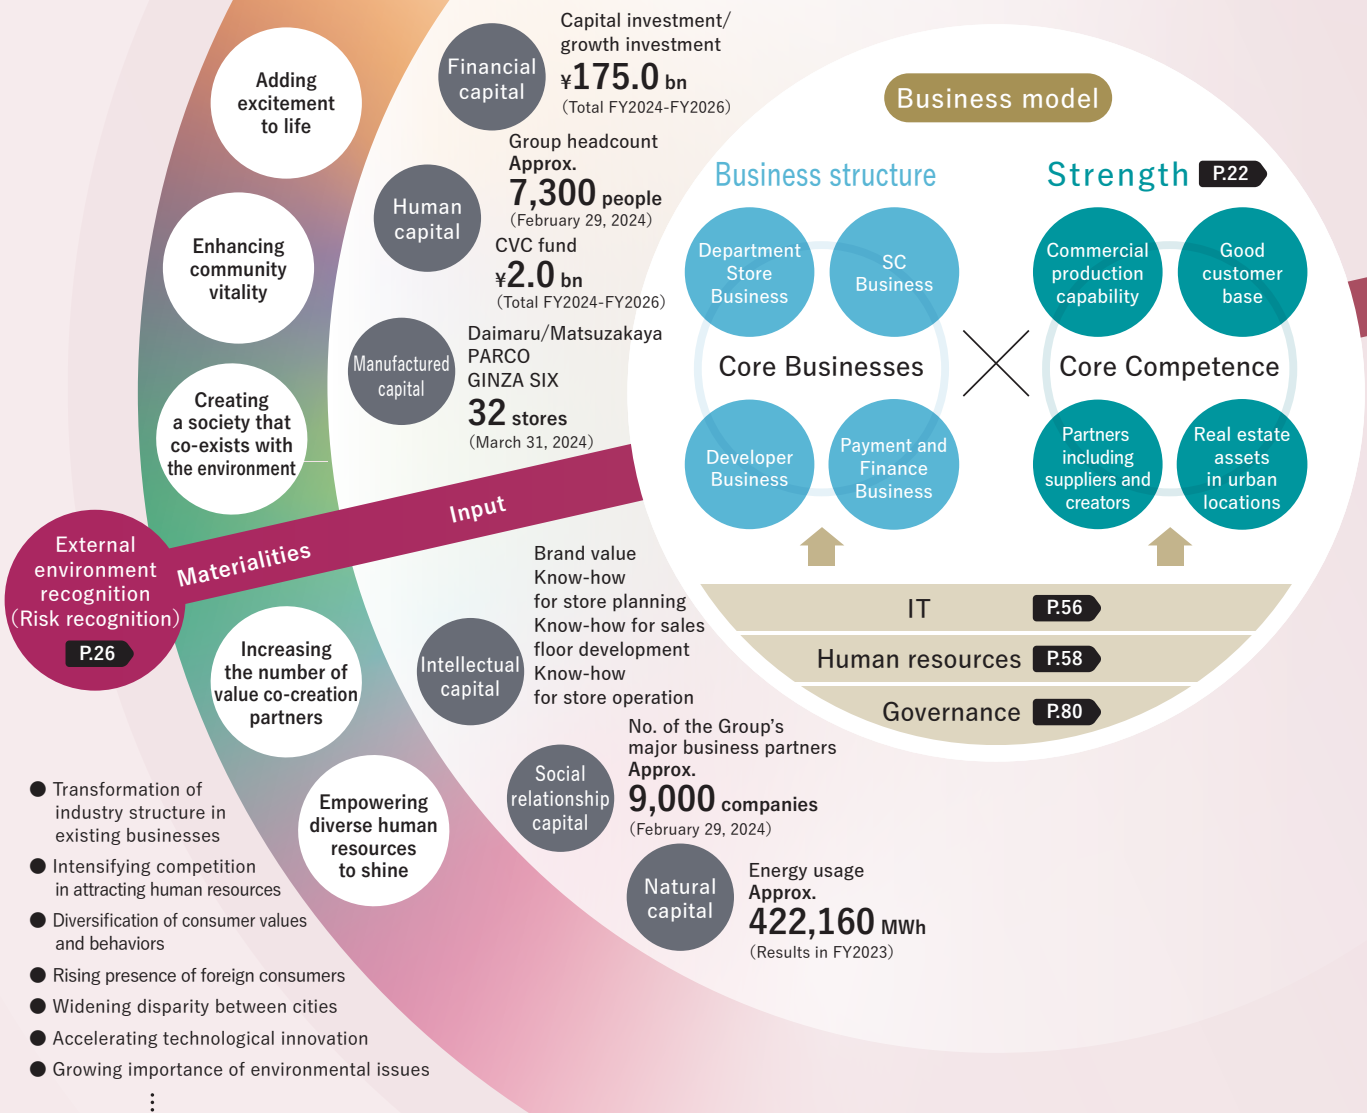 Adding
excitement
to life
Enhancing
community
vitality
Creating
a society that
co-exists with
the environment
External
environment
recognition
(Risk recognition)
P.26
Materialities
Input
Increasing
the number of
value co-creation
partners
Empowering
diverse human
resources
to shine
● Transformation of
industry structure in
existing businesses
● Intensifying competition
in attracting human resources
● Diversification of consumer values
and behaviors
● Rising presence of foreign consumers
● Widening disparity between cities
● Accelerating technological innovation
● Growing importance of environmental issues
⋮
Financial
capital
Capital investment/
growth investment
¥175.0 bn
(Total FY2024-FY2026)
Human
capital
Group headcount
Approx.
7,300 people
(February 29, 2024)
CVC fund
¥2.0 bn
(Total FY2024-FY2026)
Manufactured
capital
Daimaru/Matsuzakaya
PARCO
GINZA SIX
32 stores
(March 31, 2024)
Intellectual
capital
Brand value
Know-how
for store planning
Know-how for sales
floor development
Know-how
for store operation
Social
relationship
capital
No. of the Group's
major business partners
Approx.
9,000 companies
(February 29, 2024)
Natural
capital
Energy usage
Approx.
422,160 MWh
(Results in FY2023)
Business model
Business structure
Department
Store
Business
SC
Business
Core Businesses
Developer
Business
Payment and
Finance
Business
Strength P.22
Commercial
production
capability
Good
customer
base
Core Competence
Partners
including
suppliers and
creators
Real estate
assets
in urban
locations
IT P.56
Human resources P.58
Governance P.80